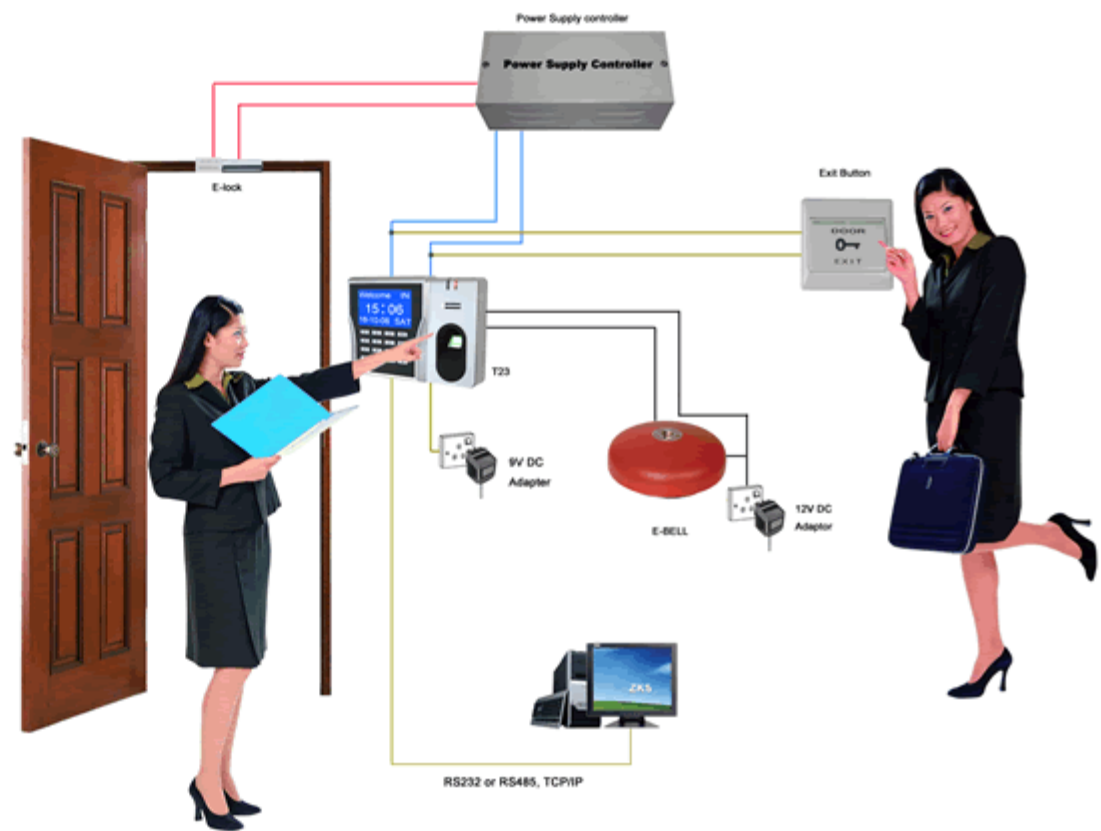 Power Supply controller
Power Supply Controller
E-lock
Exit Button
DOOR
EXIT
Welcome IN
15:06
SAT
T23
9V DC
Adapter
E-BELL
12V DC
Adaptor
ZKS
RS232 or RS485, TCP/IP